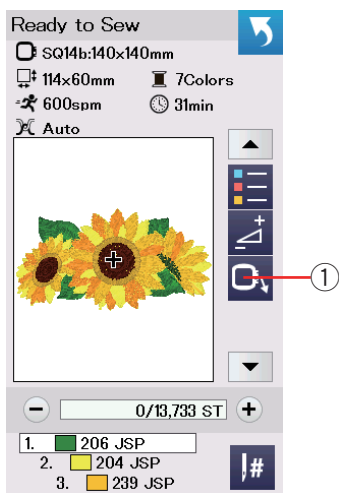 Ready to Sew
SQ14b:140x140mm
114x60mm 7Colors
600spm 31min
Auto
1
0/13,733 ST
1. 206 JSP
2. 204 JSP
3. 239 JSP
#